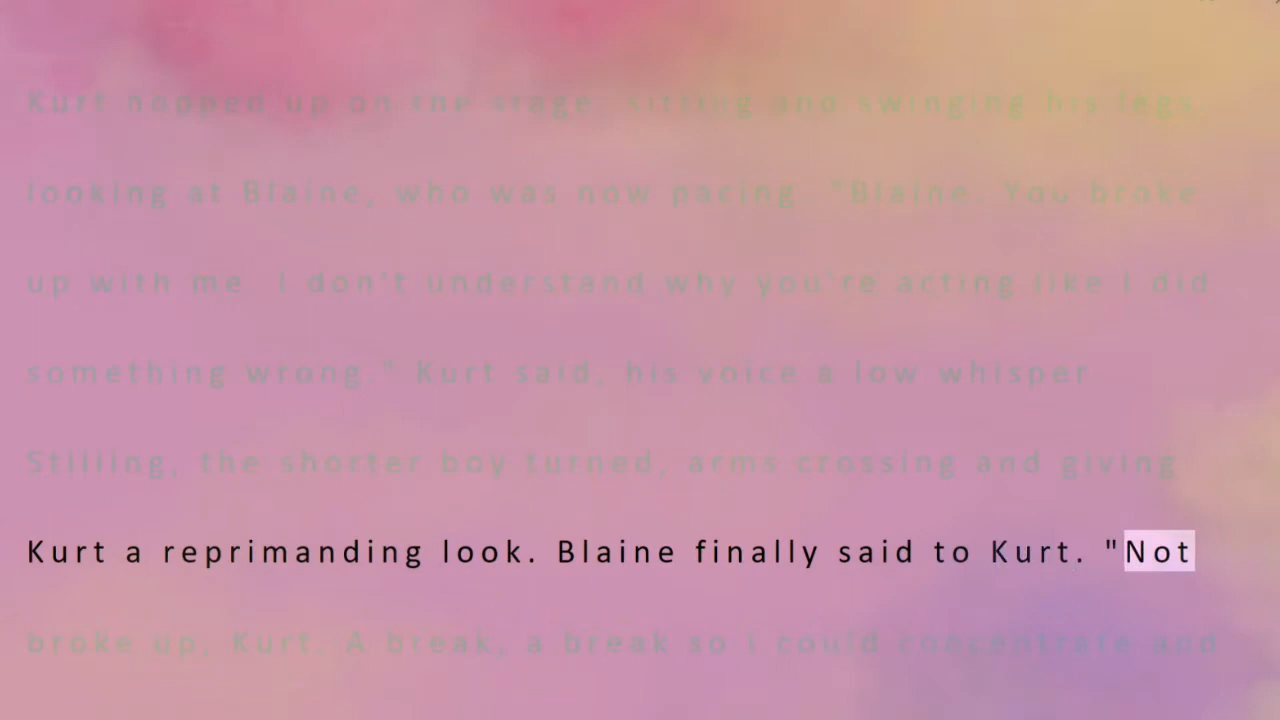 Kurt hopped up on the stage, sitting and swinging his legs,
looking at Blaine, who was now pacing. "Blaine. You broke
up with me. I don't understand why you're acting like I did
something wrong." Kurt said, his voice a low whisper.
Stilling, the shorter boy turned, arms crossing and giving
Kurt a reprimanding look. Blaine finally said to Kurt. "Not
broke up, Kurt. A break, a break so I could concentrate and